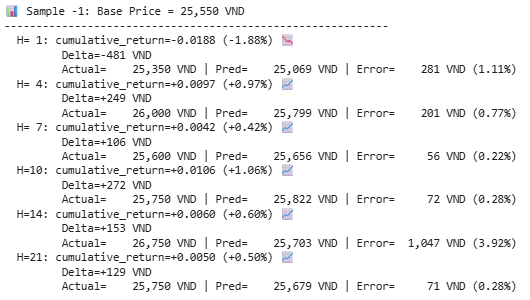 📊 Sample -1: Base Price = 25,550 VND
------------------------------------------------------------
H= 1: cumulative_return=-0.0188 (-1.88%) 📉
Delta=-481 VND
Actual= 25,350 VND | Pred= 25,069 VND | Error= 281 VND (1.11%)
H= 4: cumulative_return=+0.0097 (+0.97%) 📈
Delta=+249 VND
Actual= 26,000 VND | Pred= 25,799 VND | Error= 201 VND (0.77%)
H= 7: cumulative_return=+0.0042 (+0.42%) 📈
Delta=+106 VND
Actual= 25,600 VND | Pred= 25,656 VND | Error= 56 VND (0.22%)
H=10: cumulative_return=+0.0106 (+1.06%) 📈
Delta=+272 VND
Actual= 25,750 VND | Pred= 25,822 VND | Error= 72 VND (0.28%)
H=14: cumulative_return=+0.0060 (+0.60%) 📈
Delta=+153 VND
Actual= 26,750 VND | Pred= 25,703 VND | Error= 1,047 VND (3.92%)
H=21: cumulative_return=+0.0050 (+0.50%) 📈
Delta=+129 VND
Actual= 25,750 VND | Pred= 25,679 VND | Error= 71 VND (0.28%)